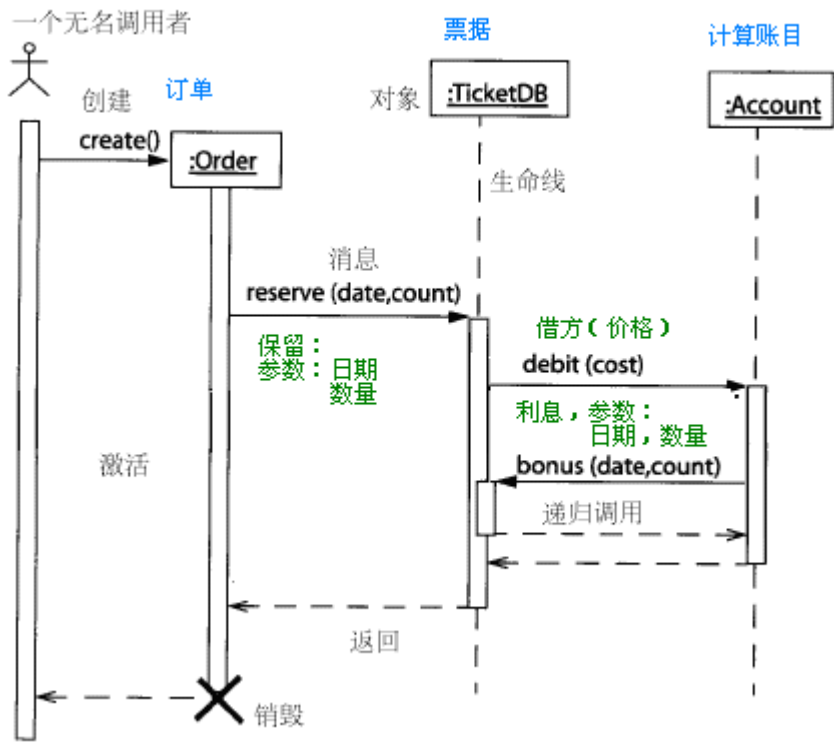 一个无名调用者
票据
计算账目
创建
订单
对象
:TicketDB
:Account
create()
:Order
生命线
消息
reserve (date,count)
保留：
参数：日期
数量
借方（价格）
debit (cost)
利息，参数：
日期，数量
bonus (date,count)
激活
递归调用
返回
销毁